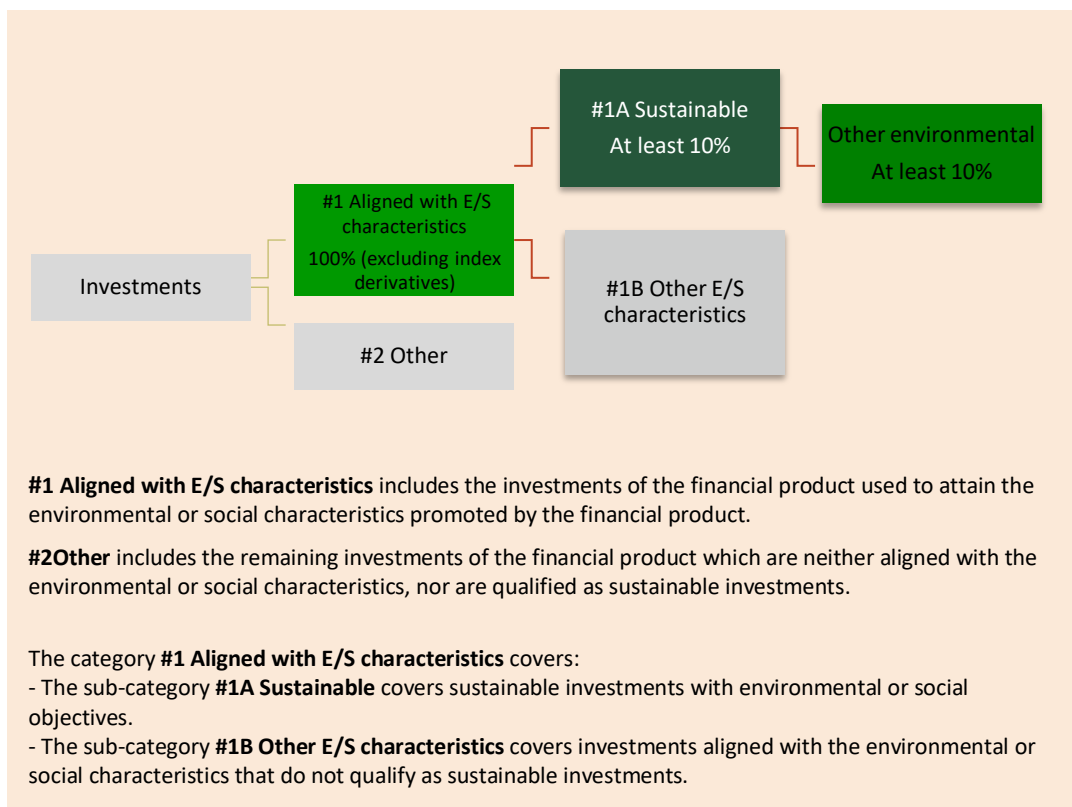 #1A Sustainable
At least 10%
Other environmental
At least 10%
#1 Aligned with E/S
characteristics
100% (excluding index
derivatives)
Investments
#1B Other E/S
characteristics
#2 Other
#1 Aligned with E/S characteristics includes the investments of the financial product used to attain the
environmental or social characteristics promoted by the financial product.
#2Other includes the remaining investments of the financial product which are neither aligned with the
environmental or social characteristics, nor are qualified as sustainable investments.
The category #1 Aligned with E/S characteristics covers:
- The sub-category #1A Sustainable covers sustainable investments with environmental or social
objectives.
- The sub-category #1B Other E/S characteristics covers investments aligned with the environmental or
social characteristics that do not qualify as sustainable investments.